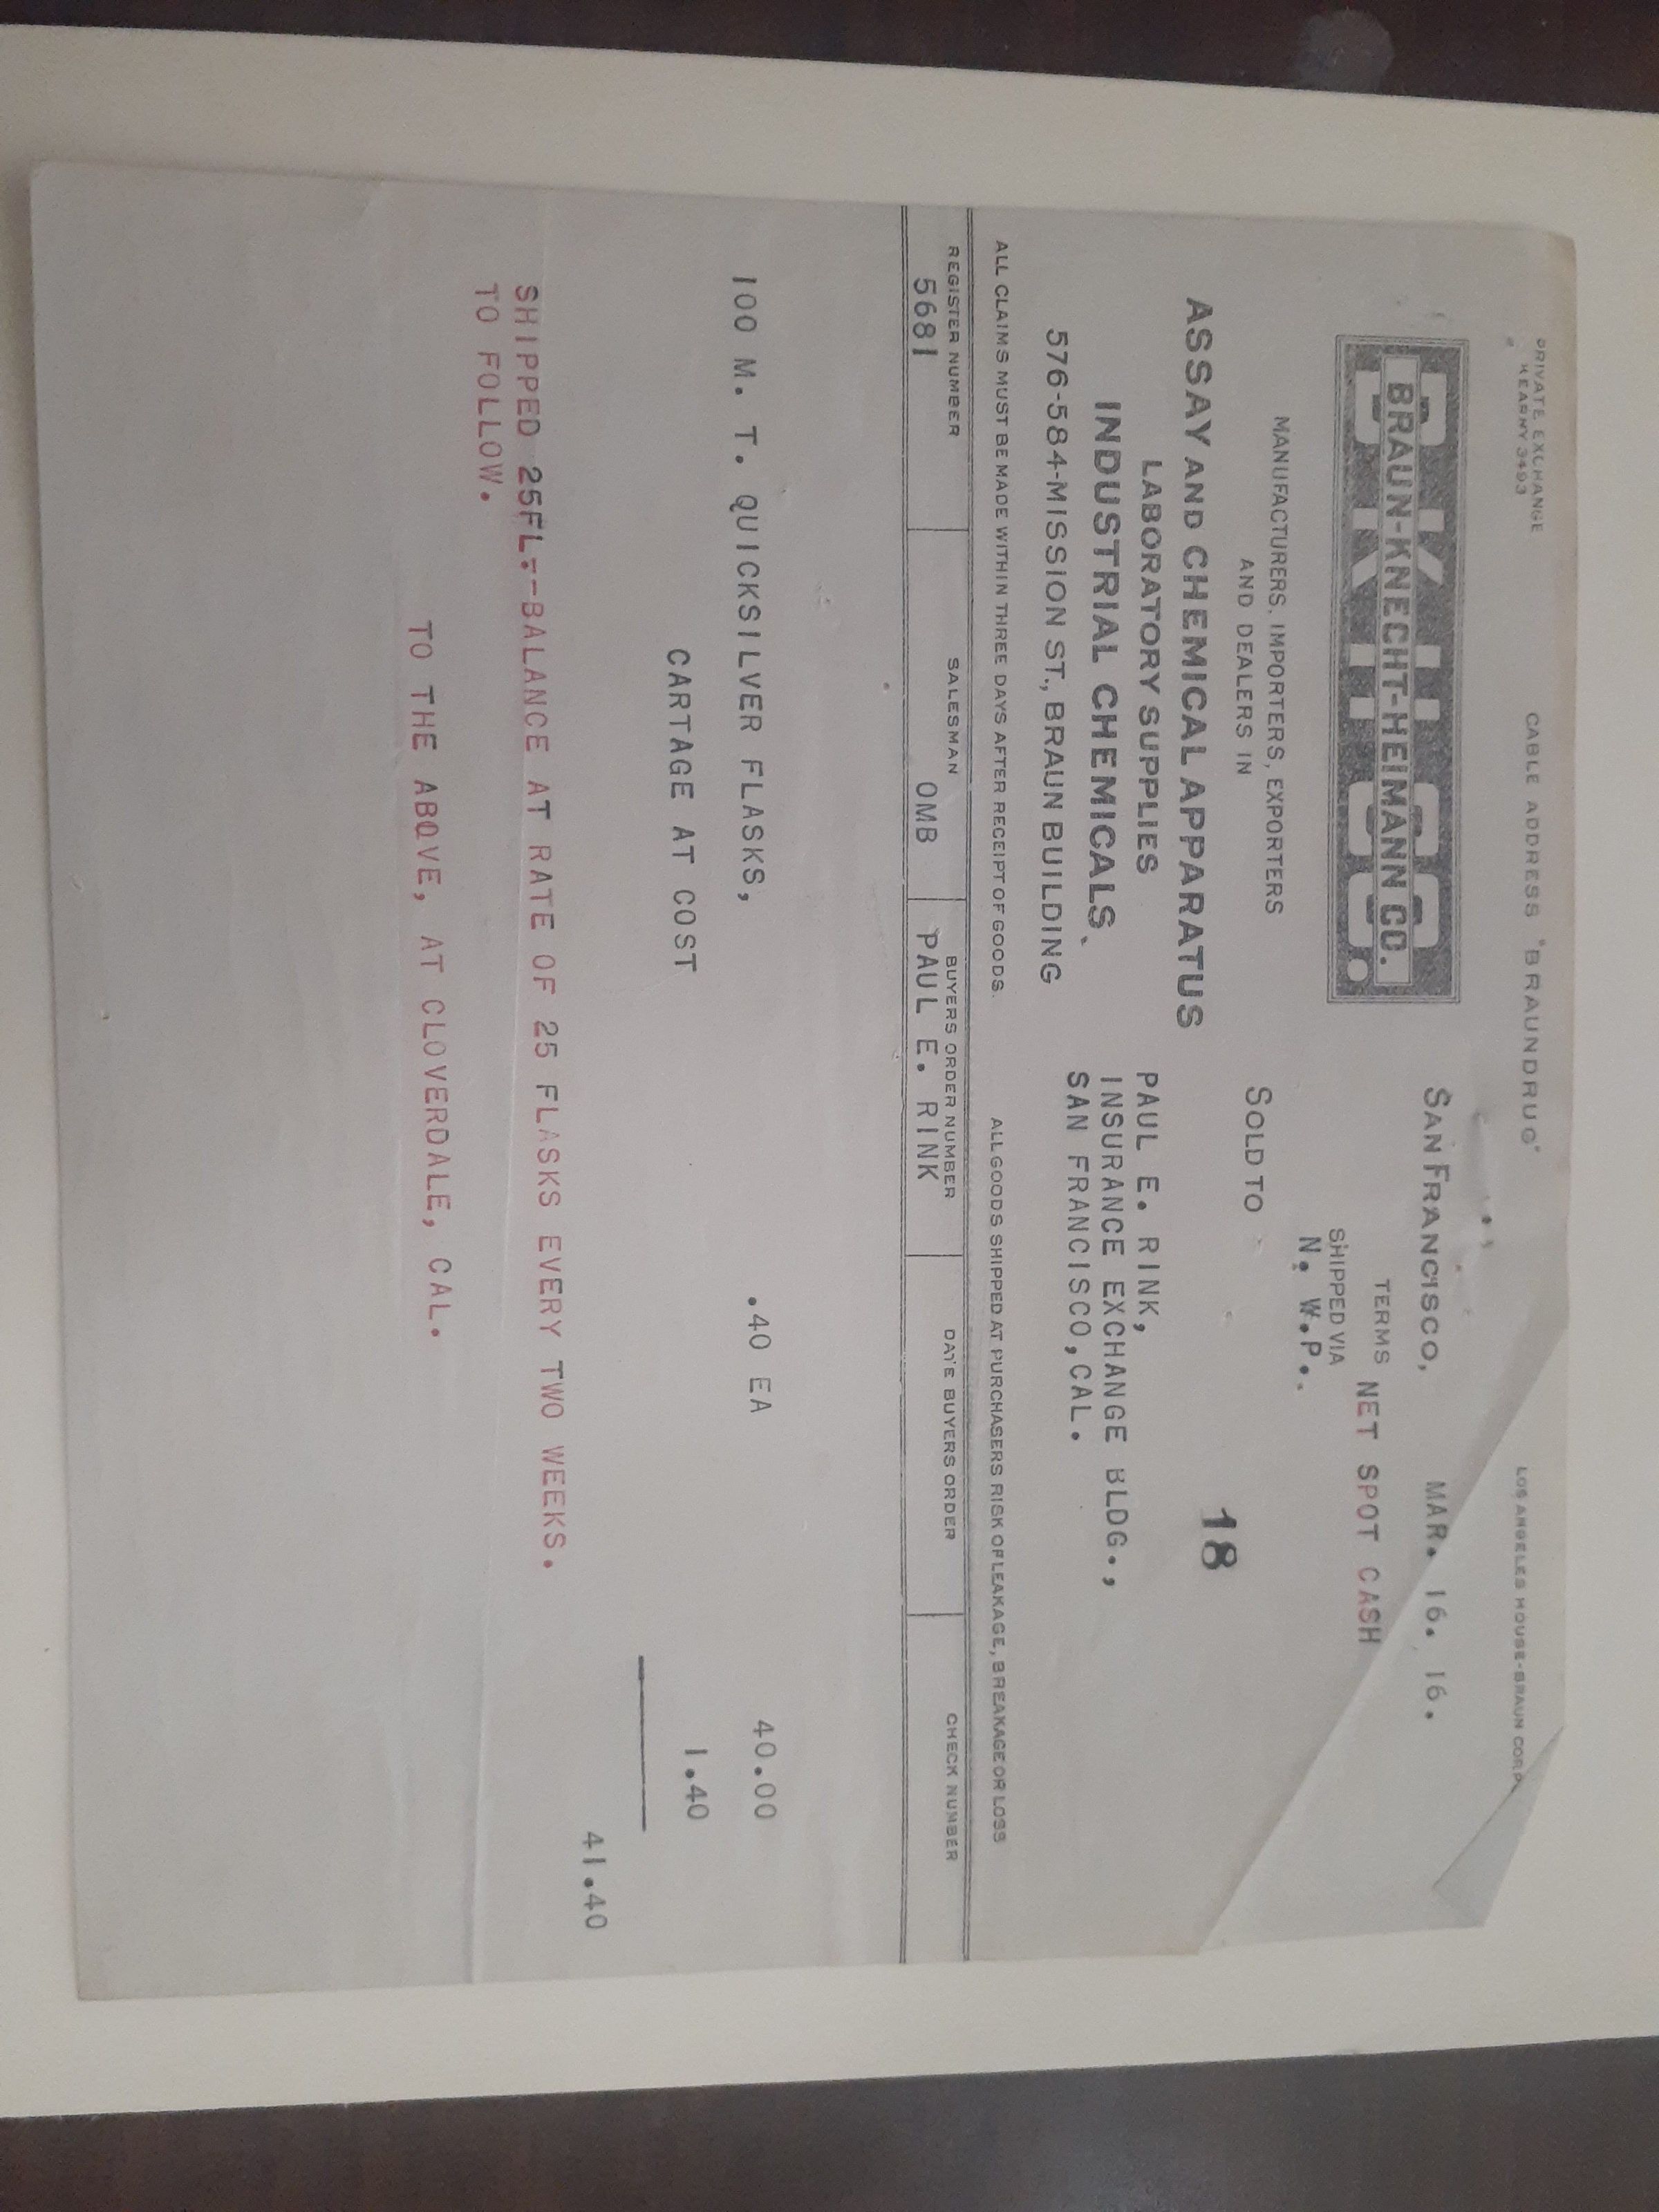 PRIVATE EXCHANGE
KEARNY 3493
CABLE ADDRESS "BRAUNDRUG"
LOS ANGELES HOUSE-BRAUN CORP.
BKH CO.
BRAUN-KNECHT-HEIMANN CO.
MANUFACTURERS, IMPORTERS, EXPORTERS
AND DEALERS IN
ASSAY AND CHEMICAL APPARATUS
LABORATORY SUPPLIES
INDUSTRIAL CHEMICALS
576-584-MISSION ST., BRAUN BUILDING
SAN FRANCISCO, MAR. 16. 16.
TERMS NET SPOT CASH
SHIPPED VIA
N. W.P..
SOLD TO
18
PAUL E. RINK,
INSURANCE EXCHANGE BLDG.,
SAN FRANCISCO,CAL.
ALL CLAIMS MUST BE MADE WITHIN THREE DAYS AFTER RECEIPT OF GOODS. ALL GOODS SHIPPED AT PURCHASERS RISK OF LEAKAGE, BREAKAGE OR LOSS
REGISTER NUMBER SALESMAN BUYERS ORDER NUMBER DATE BUYERS ORDER CHECK NUMBER
5681 OMB PAUL E. RINK
100 M. T. QUICKSILVER FLASKS, .40 EA 40.00
CARTAGE AT COST 1.40
41.40
SHIPPED 25FL.--BALANCE AT RATE OF 25 FLASKS EVERY TWO WEEKS.
TO FOLLOW.
TO THE ABOVE, AT CLOVERDALE, CAL.